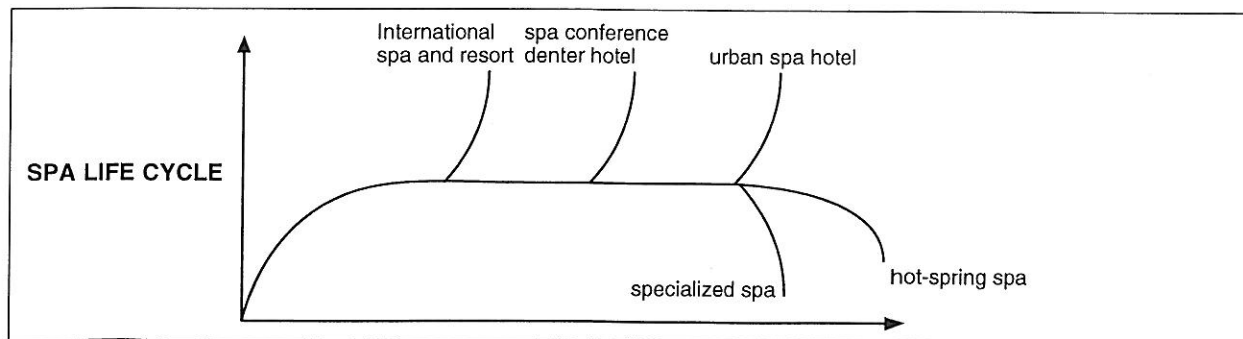 International
spa and resort
spa conference
denter hotel
urban spa hotel
SPA LIFE CYCLE
specialized spa
hot-spring spa